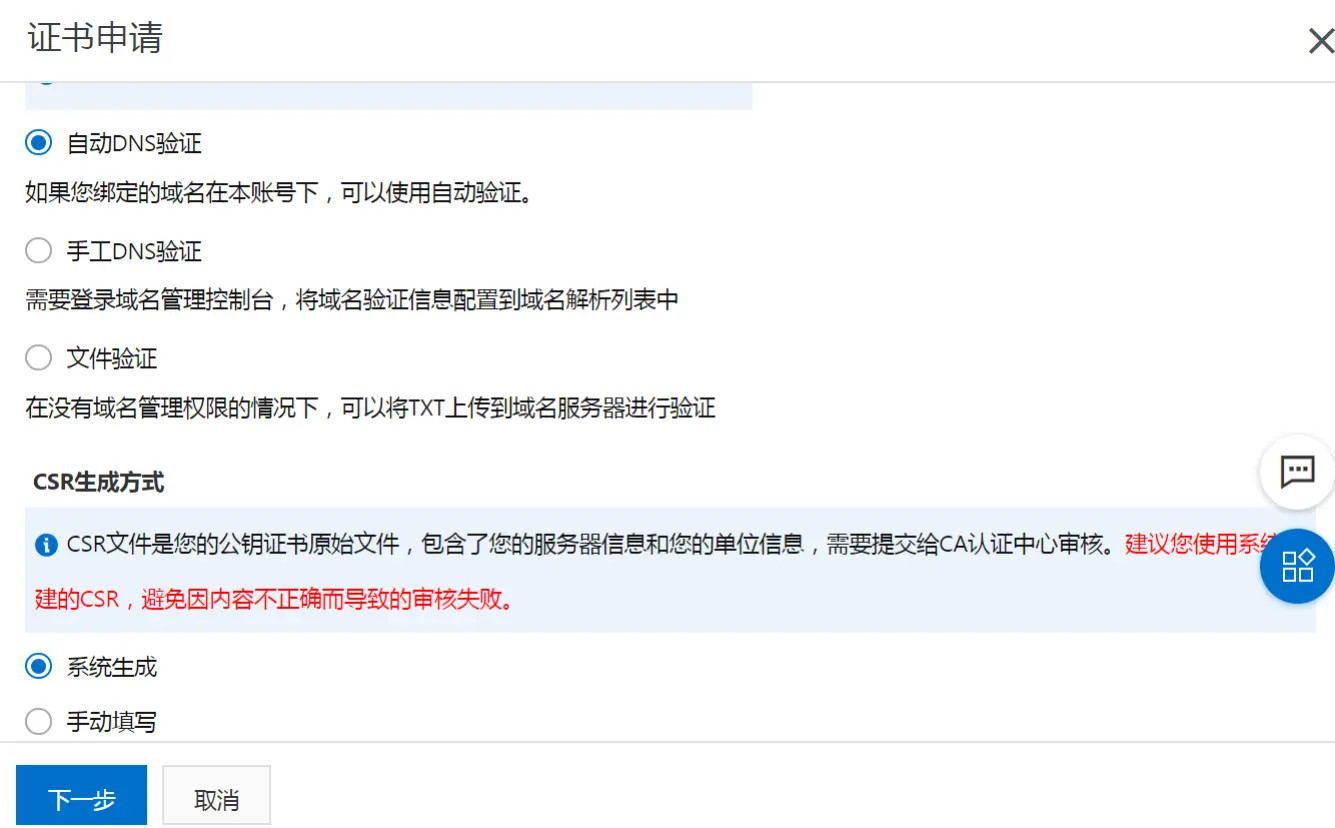 证书申请
自动DNS验证
如果您绑定的域名在本账号下，可以使用自动验证。
手工DNS验证
需要登录域名管理控制台，将域名验证信息配置到域名解析列表中
文件验证
在没有域名管理权限的情况下，可以将TXT上传到域名服务器进行验证
CSR生成方式
CSR文件是您的公钥证书原始文件，包含了您的服务器信息和您的单位信息，需要提交给CA认证中心审核。建议您使用系统
建的CSR，避免因内容不正确而导致的审核失败。
系统生成
手动填写
下一步 取消